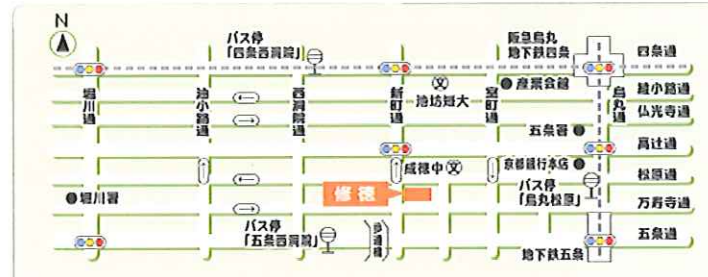 N
バス停
「四条西洞院」
阪急烏丸
地下鉄四条
四条通
堀川通
油小路通
西洞院通
新町通
室町通
烏丸通
文
池坊短大
産業会館
綾小路通
仏光寺通
五条署
高辻通
成徳中
文
京都銀行本店
松原通
修徳
バス停
「烏丸松原」
堀川署
万寿寺通
バス停
「五条西洞院」
歩道橋
五条通
地下鉄五条